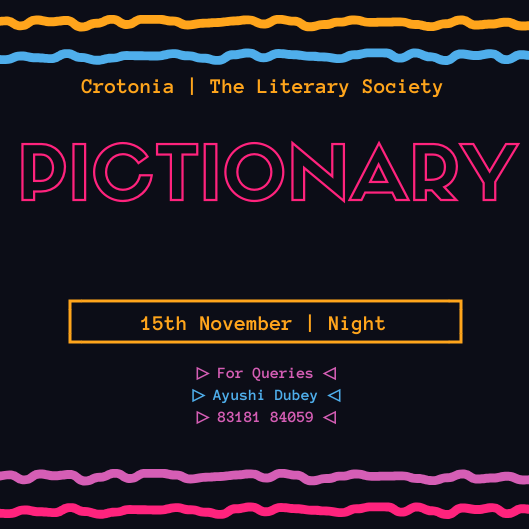 Crotonia | The Literary Society
PICTIONARY
15th November | Night
▷ For Queries ◁
▷ Ayushi Dubey ◁
▷ 83181 84059 ◁